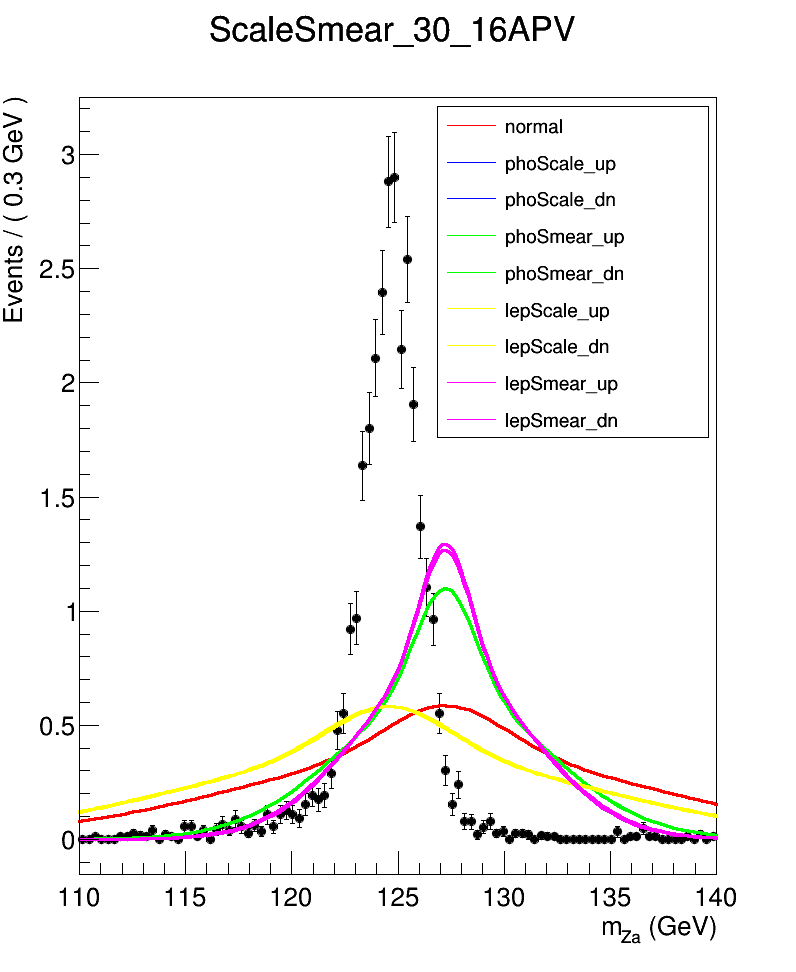 ScaleSmear_30_16APV
Events / ( 0.3 GeV )
3
2.5
2
1.5
1
0.5
0
normal
phoScale_up
phoScale_dn
phoSmear_up
phoSmear_dn
lepScale_up
lepScale_dn
lepSmear_up
lepSmear_dn
110 115 120 125 130 135 140
m_Za (GeV)